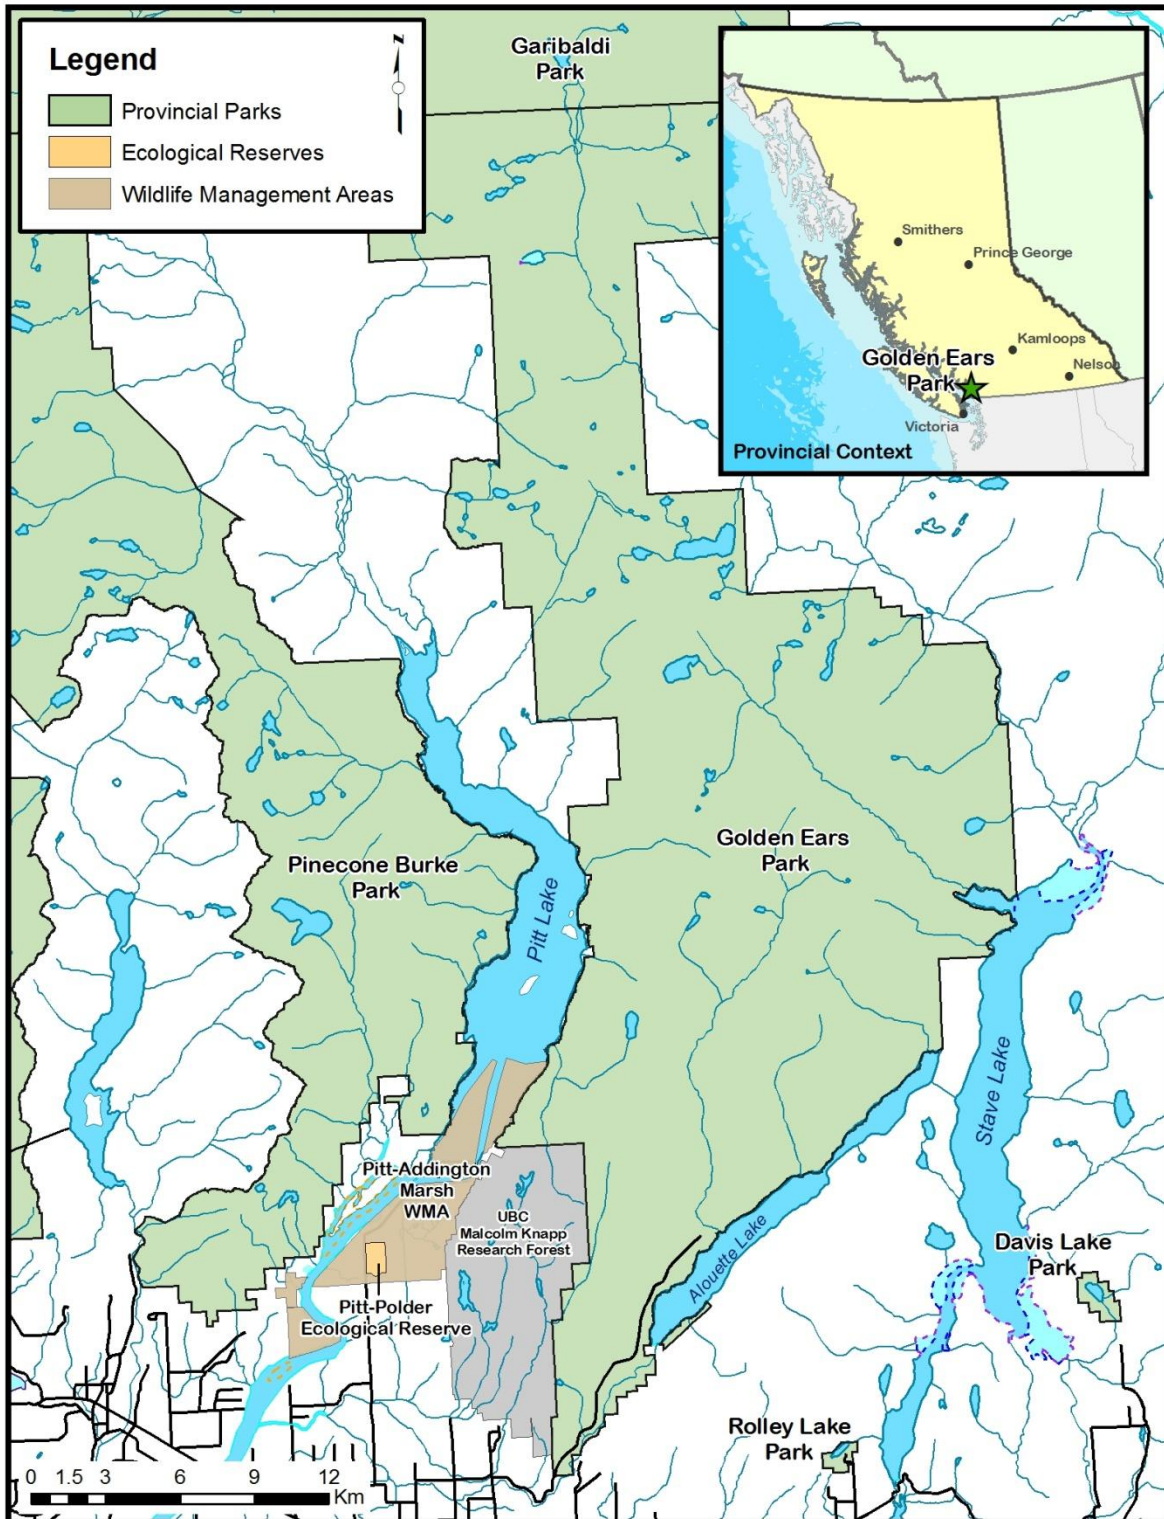 Legend
Provincial Parks
Ecological Reserves
Wildlife Management Areas
z
Garibaldi
Park
Smithers
Prince George
Kamloops
Nelson
Golden Ears
Park
Victoria
Provincial Context
Golden Ears
Park
Pinecone Burke
Park
Pitt Lake
Stave Lake
Pitt-Addington
Marsh
WMA
UBC
Malcolm Knapp
Research Forest
Alouette Lake
Davis Lake
Park
Pitt-Polder
Ecological Reserve
Rolley Lake
Park
0 1.5 3 6 9 12
Km